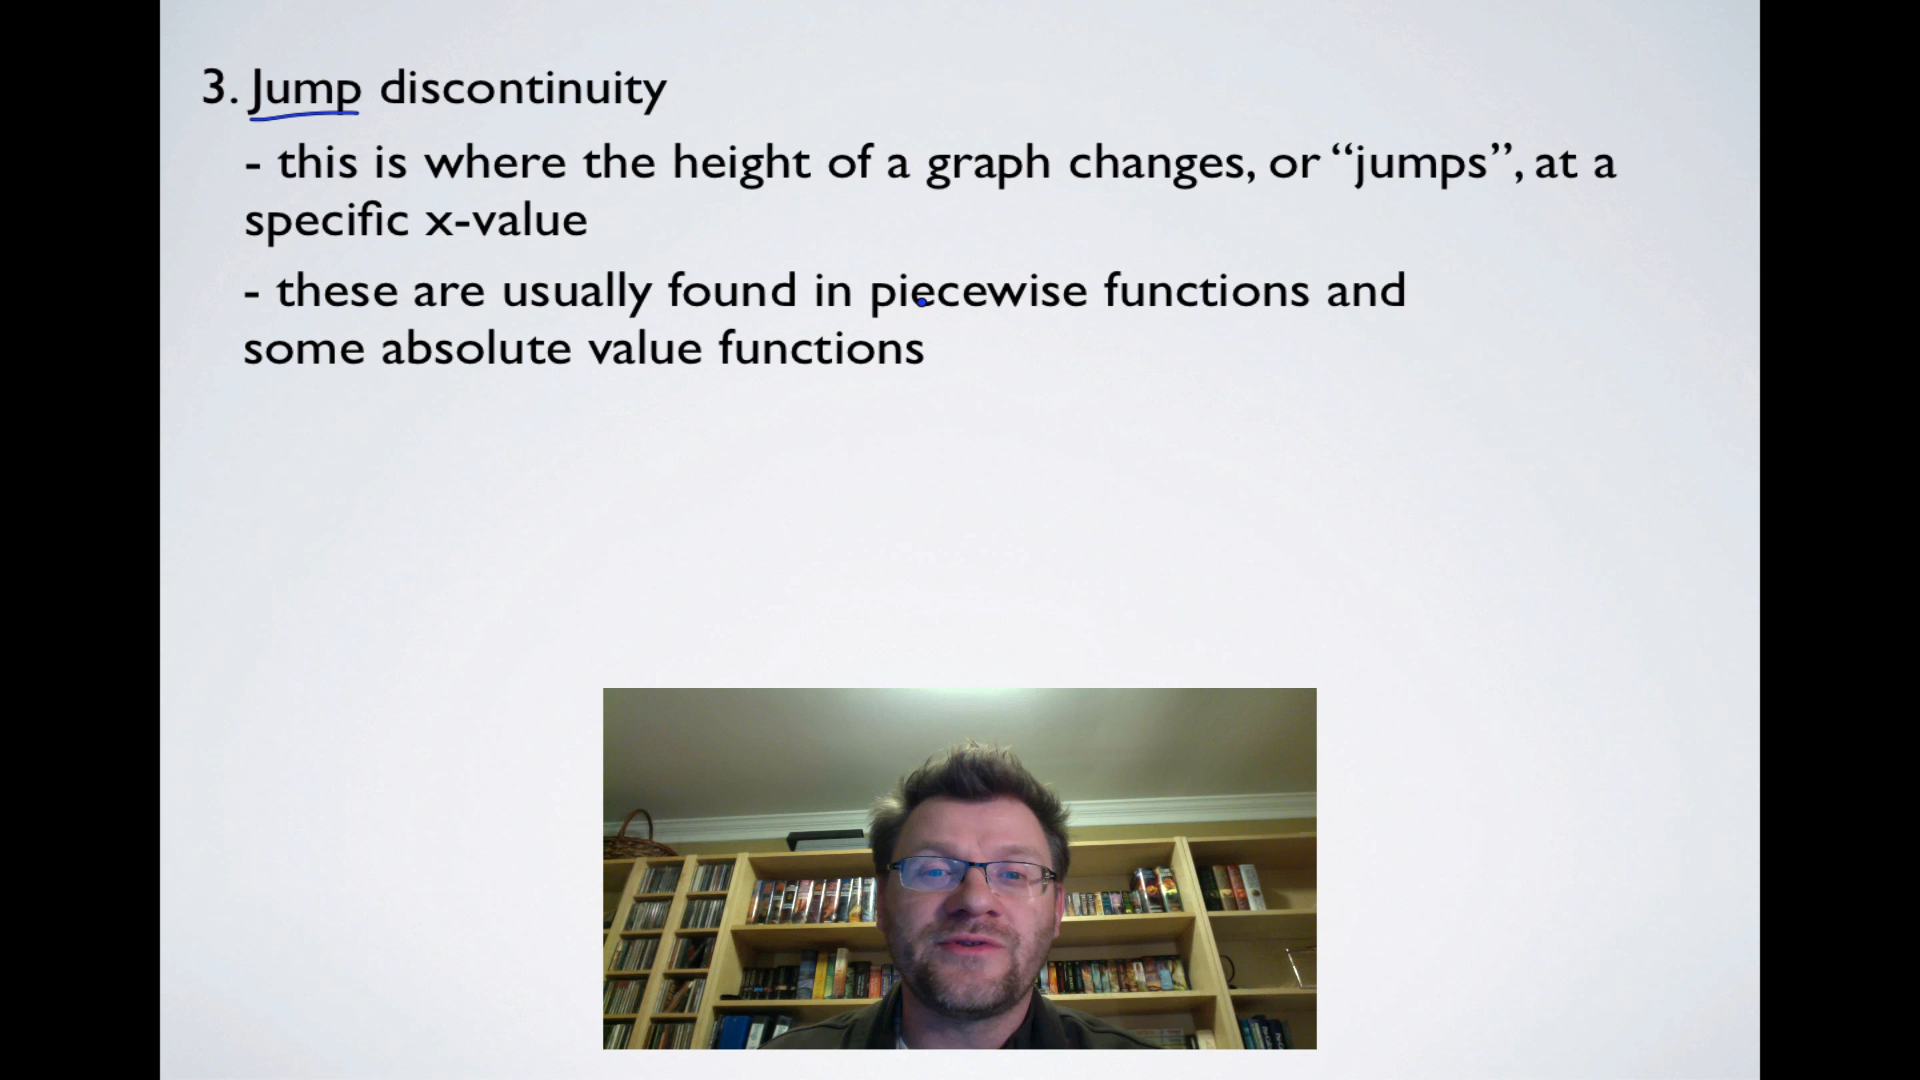 3. Jump discontinuity
- this is where the height of a graph changes, or “jumps”, at a
specific x-value
- these are usually found in piecewise functions and
some absolute value functions